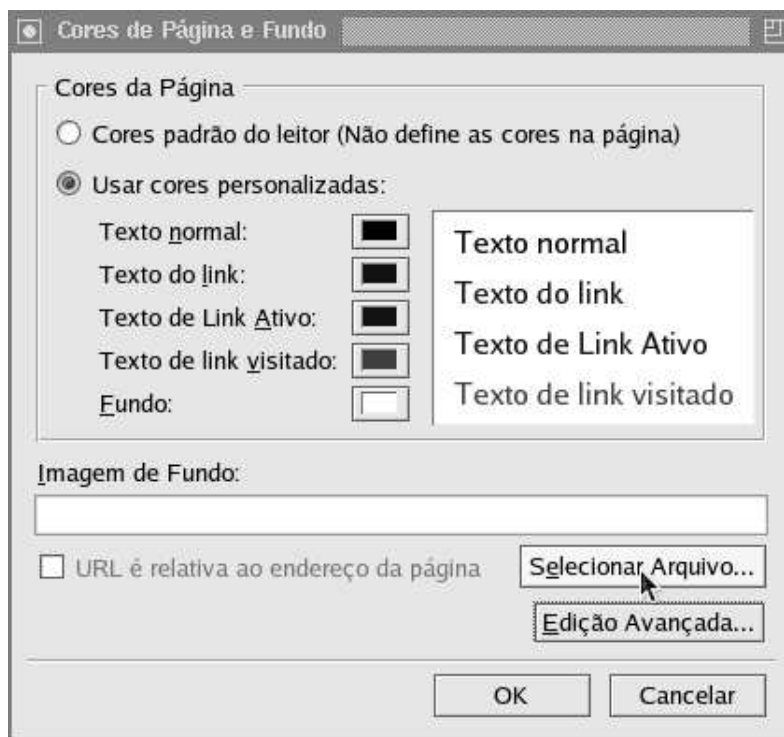 Cores de Página e Fundo
Cores da Página
Cores padrão do leitor (Não define as cores na página)
Usar cores personalizadas:
Texto normal:
Texto do link:
Texto de Link Ativo:
Texto de link visitado:
Fundo:
Texto normal
Texto do link
Texto de Link Ativo
Texto de link visitado
Imagem de Fundo:
URL é relativa ao endereço da página
Selecionar Arquivo...
Edição Avançada...
OK
Cancelar